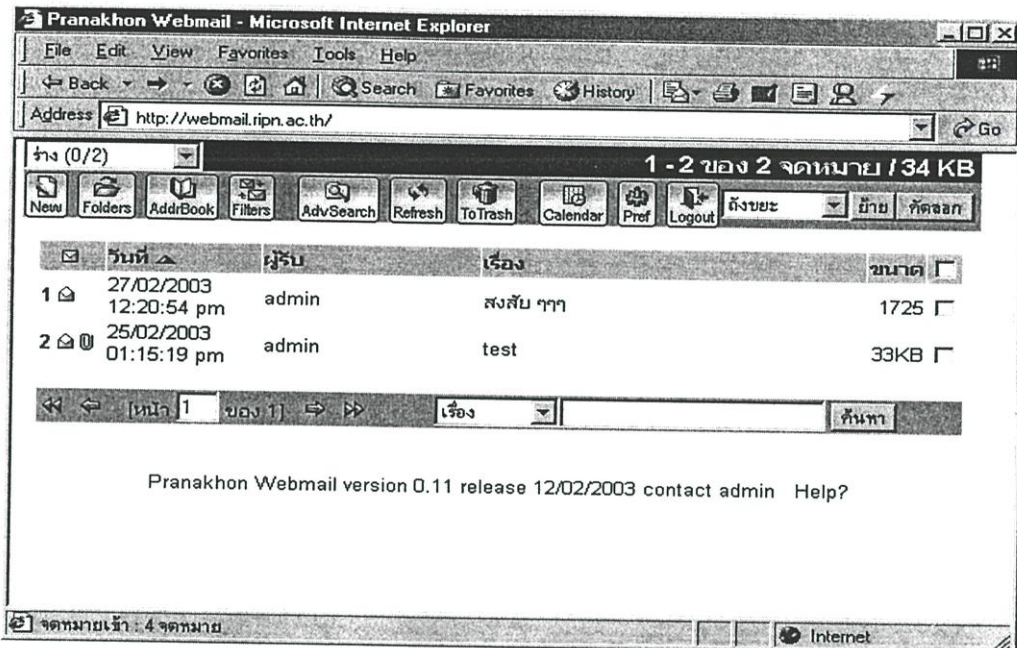 Pranakhon Webmail - Microsoft Internet Explorer
File Edit View Favorites Tools Help
Back Search Favorites History
Address http://webmail.ripn.ac.th/ Go
ร่าง (0/2) 1 - 2 ของ 2 จดหมาย / 34 KB
New Folders AddrBook Filters AdvSearch Refresh ToTrash Calendar Pref Logout ถังขยะ ย้าย คัดลอก
วันที่ ผู้รับ เรื่อง ขนาด
1 27/02/2003 12:20:54 pm admin สงสัย ๆๆๆ 1725
2 25/02/2003 01:15:19 pm admin test 33KB
[หน้า 1 ของ 1] เรื่อง ค้นหา
Pranakhon Webmail version 0.11 release 12/02/2003 contact admin Help?
จดหมายเข้า : 4 จดหมาย Internet